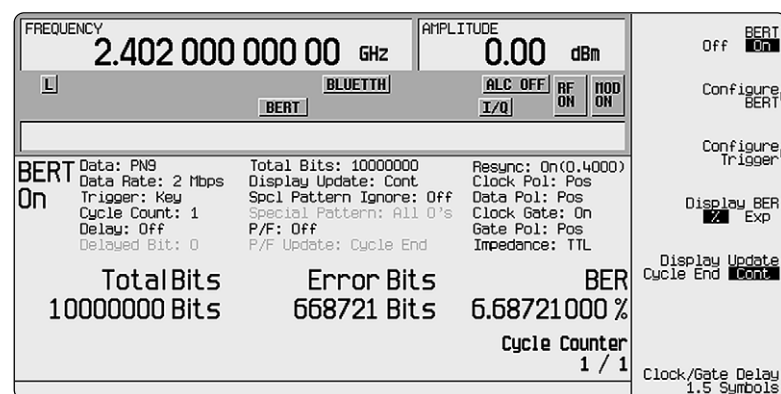 FREQUENCY
2.402 000 000 00 GHz
AMPLITUDE
0.00 dBm
L
BLUETTH
ALC OFF
RF ON
MOD ON
BERT
I/Q
BERT On
Data: PN9
Data Rate: 2 Mbps
Trigger: Key
Cycle Count: 1
Delay: Off
Delayed Bit: 0
Total Bits: 10000000
Display Update: Cont
Spcl Pattern Ignore: Off
Special Pattern: All 0's
P/F: Off
P/F Update: Cycle End
Resync: On(0.4000)
Clock Pol: Pos
Data Pol: Pos
Clock Gate: On
Gate Pol: Pos
Impedance: TTL
Total Bits
10000000 Bits
Error Bits
668721 Bits
BER
6.68721000 %
Cycle Counter
1 / 1
BERT
Off On
Configure
BERT
Configure
Trigger
Display BER
% Exp
Display Update
Cycle End Cont
Clock/Gate Delay
1.5 Symbols